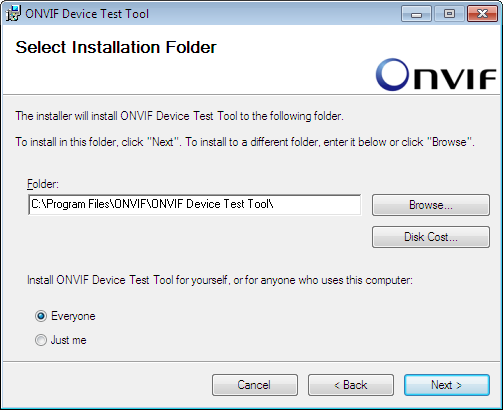 ONVIF Device Test Tool
Select Installation Folder
ONVIF
The installer will install ONVIF Device Test Tool to the following folder.
To install in this folder, click "Next". To install to a different folder, enter it below or click "Browse".
Folder:
C:\Program Files\ONVIF\ONVIF Device Test Tool\
Browse...
Disk Cost...
Install ONVIF Device Test Tool for yourself, or for anyone who uses this computer:
Everyone
Just me
Cancel
< Back
Next >